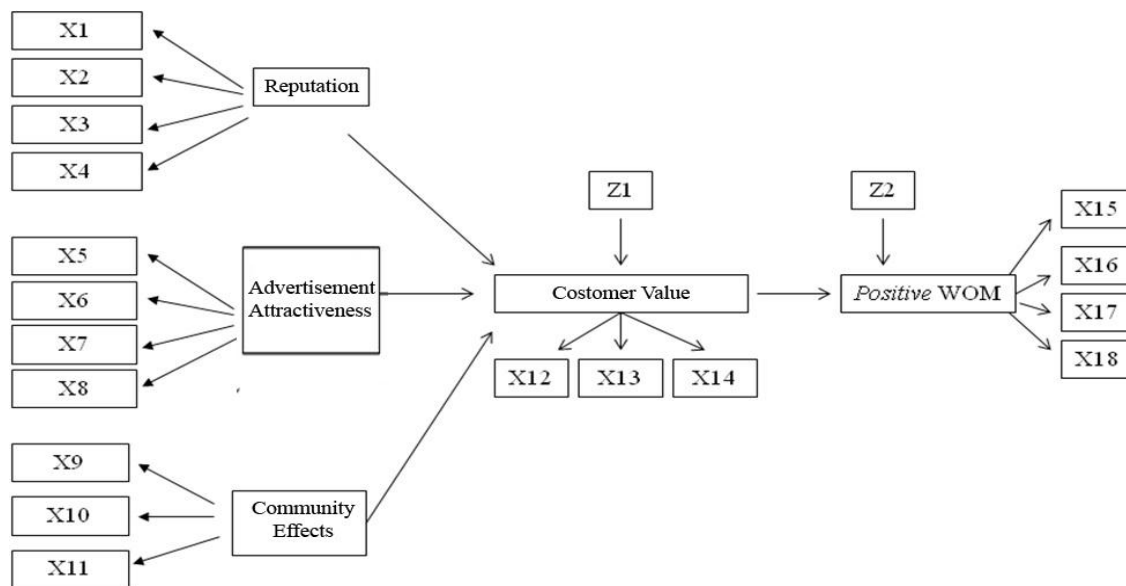 X1
X2
X3
X4
Reputation
X5
X6
X7
X8
Advertisement
Attractiveness
X9
X10
X11
Community
Effects
Z1
Costomer Value
X12
X13
X14
Z2
Positive WOM
X15
X16
X17
X18